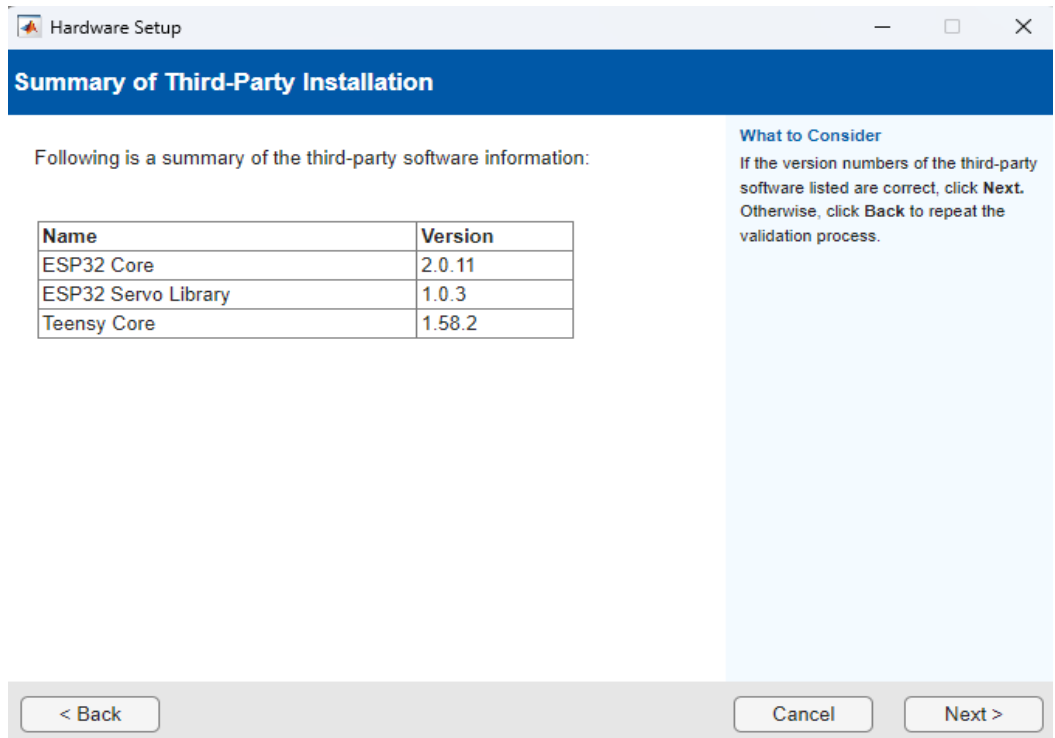 Hardware Setup
Summary of Third-Party Installation
Following is a summary of the third-party software information:
Name Version
ESP32 Core 2.0.11
ESP32 Servo Library 1.0.3
Teensy Core 1.58.2
What to Consider
If the version numbers of the third-party
software listed are correct, click Next.
Otherwise, click Back to repeat the
validation process.
< Back
Cancel
Next >